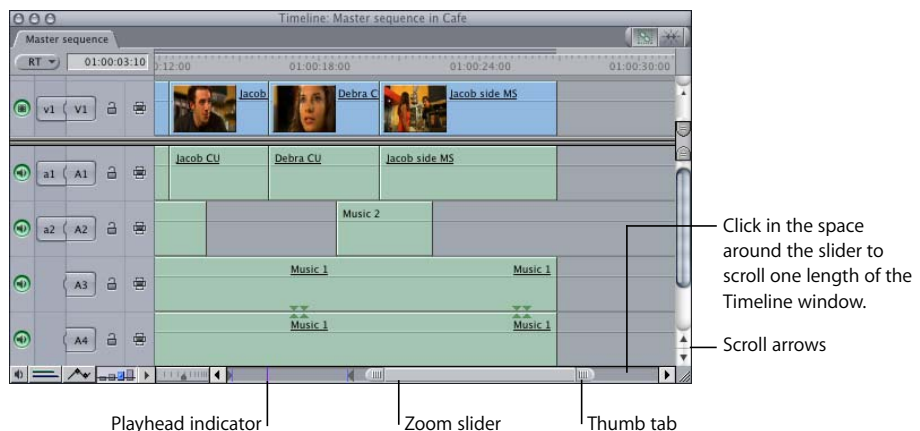 Timeline: Master sequence in Cafe
Master sequence
RT
01:00:03:10
0:12:00
01:00:18:00
01:00:24:00
01:00:30:00
v1
V1
Jacob
Debra C
Jacob side MS
a1
A1
Jacob CU
Debra CU
Jacob side MS
a2
A2
Music 2
A3
Music 1
Music 1
A4
Music 1
Music 1
Click in the space
around the slider to
scroll one length of the
Timeline window.
Scroll arrows
Playhead indicator
Zoom slider
Thumb tab